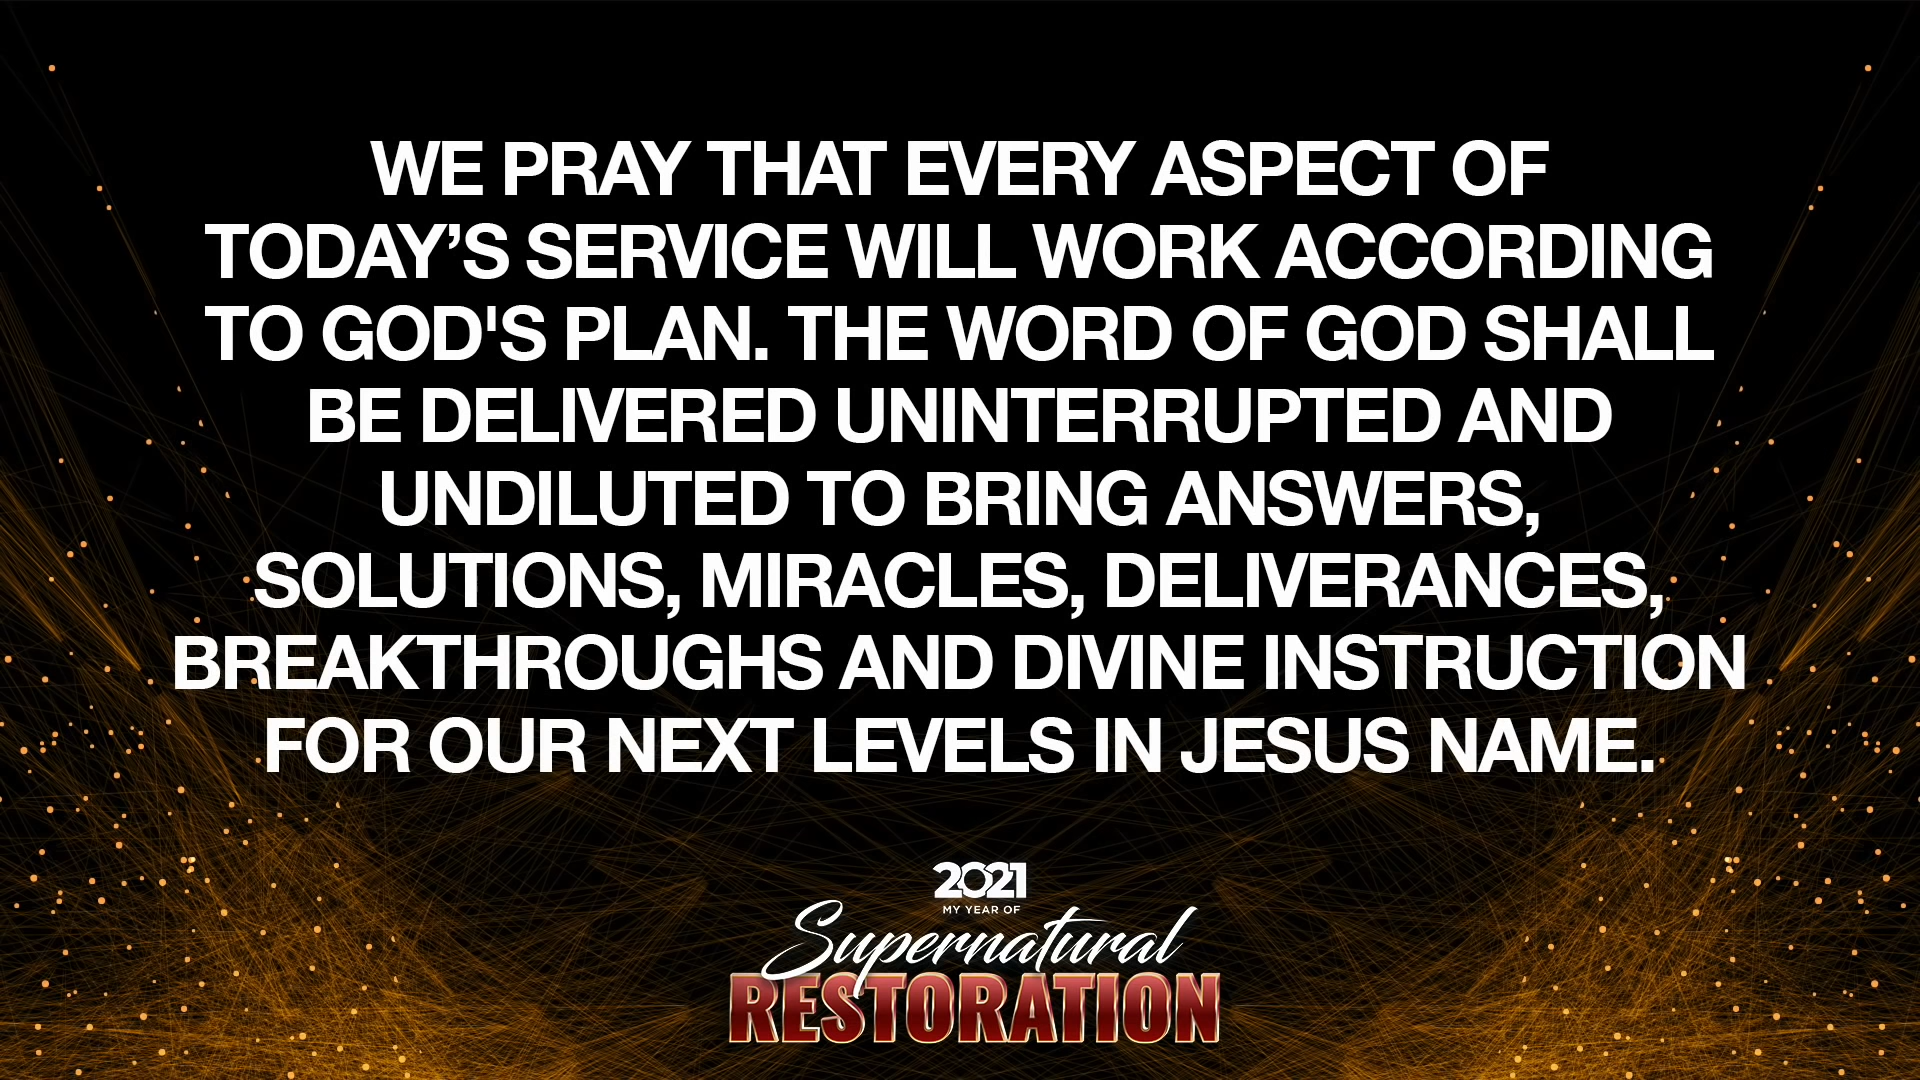 WE PRAY THAT EVERY ASPECT OF
TODAY’S SERVICE WILL WORK ACCORDING
TO GOD'S PLAN. THE WORD OF GOD SHALL
BE DELIVERED UNINTERRUPTED AND
UNDILUTED TO BRING ANSWERS,
SOLUTIONS, MIRACLES, DELIVERANCES,
BREAKTHROUGHS AND DIVINE INSTRUCTION
FOR OUR NEXT LEVELS IN JESUS NAME.
2021
MY YEAR OF
Supernatural
RESTORATION